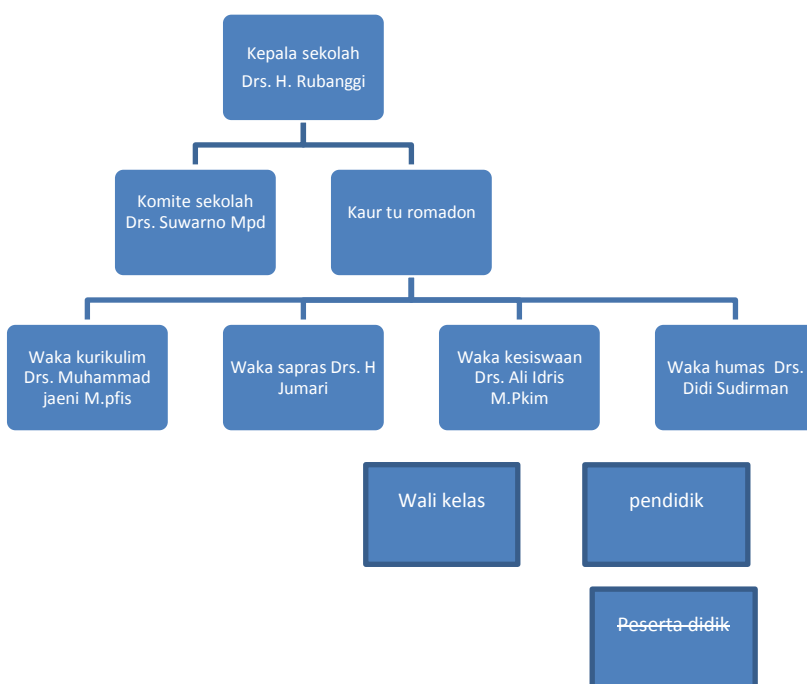 Kepala sekolah
Drs. H. Rubanggi
Komite sekolah
Drs. Suwarno Mpd
Kaur tu romadon
Waka kurikulim
Drs. Muhammad
jaeni M.pfis
Waka sapras Drs. H
Jumari
Waka kesiswaan
Drs. Ali Idris
M.Pkim
Waka humas Drs.
Didi Sudirman
Wali kelas
pendidik
Peserta didik